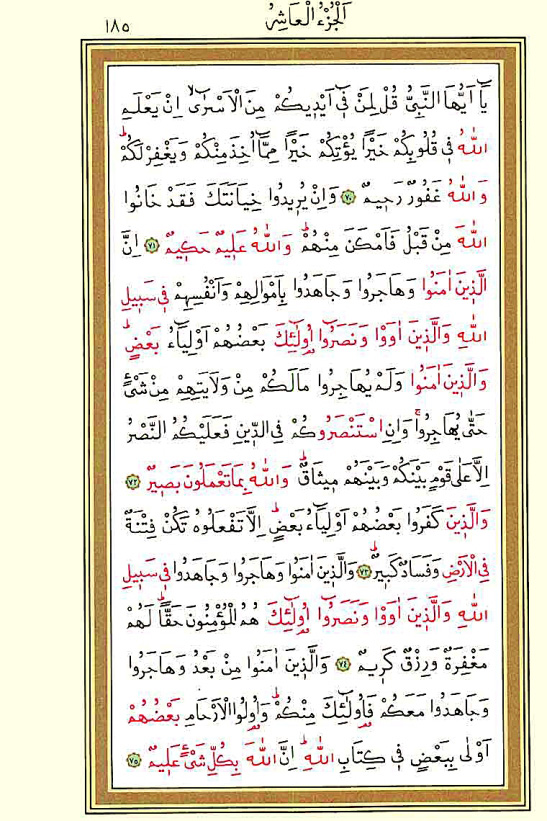 اَلْجُزْءُ الْعَاشِرُ
١٨٥
يَٓا اَيُّهَا النَّبِيُّ قُلْ لِمَنْ ف۪ٓي اَيْد۪يكُمْ مِنَ الْاَسْرٰىۙ اِنْ يَعْلَمِ
اللّٰهُ ف۪ي قُلُوبِكُمْ خَيْرًا يُؤْتِكُمْ خَيْرًا مِمَّٓا اُخِذَ مِنْكُمْ وَيَغْفِرْ لَكُمْۜ
وَاللّٰهُ غَفُورٌ رَح۪يمٌ ﴿٧٠﴾ وَاِنْ يُر۪يدُوا خِيَانَتَكَ فَقَدْ خَانُوا
اللّٰهَ مِنْ قَبْلُ فَاَمْكَنَ مِنْهُمْۜ وَاللّٰهُ عَل۪يمٌ حَك۪يمٌ ﴿٧١﴾ اِنَّ
الَّذ۪ينَ اٰمَنُوا وَهَاجَرُوا وَجَاهَدُوا بِاَمْوَالِهِمْ وَاَنْفُسِهِمْ ف۪ي سَب۪يلِ
اللّٰهِ وَالَّذ۪ينَ اٰوَوْا وَنَصَرُٓوا اُو۬لٰٓئِكَ بَعْضُهُمْ اَوْلِيَٓاءُ بَعْضٍۜ
وَالَّذ۪ينَ اٰمَنُوا وَلَمْ يُهَاجِرُوا مَا لَكُمْ مِنْ وَلَايَتِهِمْ مِنْ شَيْءٍ
حَتّٰى يُهَاجِرُواۚ وَاِنِ اسْتَنْصَرُوكُمْ فِي الدّ۪ينِ فَعَلَيْكُمُ النَّصْرُ
اِلَّا عَلٰى قَوْمٍ بَيْنَكُمْ وَبَيْنَهُمْ م۪يثَاقٌۜ وَاللّٰهُ بِمَا تَعْمَلُونَ بَص۪يرٌ ﴿٧٢﴾
وَالَّذ۪ينَ كَفَرُوا بَعْضُهُمْ اَوْلِيَٓاءُ بَعْضٍۜ اِلَّا تَفْعَلُوهُ تَكُنْ فِتْنَةٌ
فِي الْاَرْضِ وَفَسَادٌ كَب۪يرٌۜ ﴿٧٣﴾ وَالَّذ۪ينَ اٰمَنُوا وَهَاجَرُوا وَجَاهَدُوا ف۪ي سَب۪يلِ
اللّٰهِ وَالَّذ۪ينَ اٰوَوْا وَنَصَرُٓوا اُو۬لٰٓئِكَ هُمُ الْمُؤْمِنُونَ حَقًّاۜ لَهُمْ
مَغْفِرَةٌ وَرِزْقٌ كَر۪يمٌ ﴿٧٤﴾ وَالَّذ۪ينَ اٰمَنُوا مِنْ بَعْدُ وَهَاجَرُوا
وَجَاهَدُوا مَعَكُمْ فَاُو۬لٰٓئِكَ مِنْكُمْۜ وَاُو۬لُوا الْاَرْحَامِ بَعْضُهُمْ
اَوْلٰى بِبَعْضٍ ف۪ي كِتَابِ اللّٰهِۜ اِنَّ اللّٰهَ بِكُلِّ شَيْءٍ عَل۪يمٌ ﴿٧٥﴾